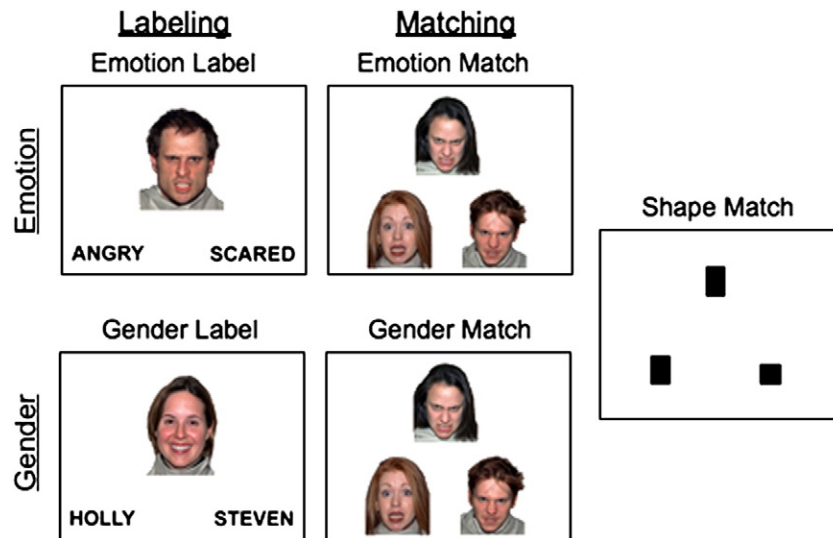 Labeling
Matching
Emotion Label
Emotion Match
Emotion
ANGRY SCARED
Shape Match
Gender Label
Gender Match
Gender
HOLLY STEVEN